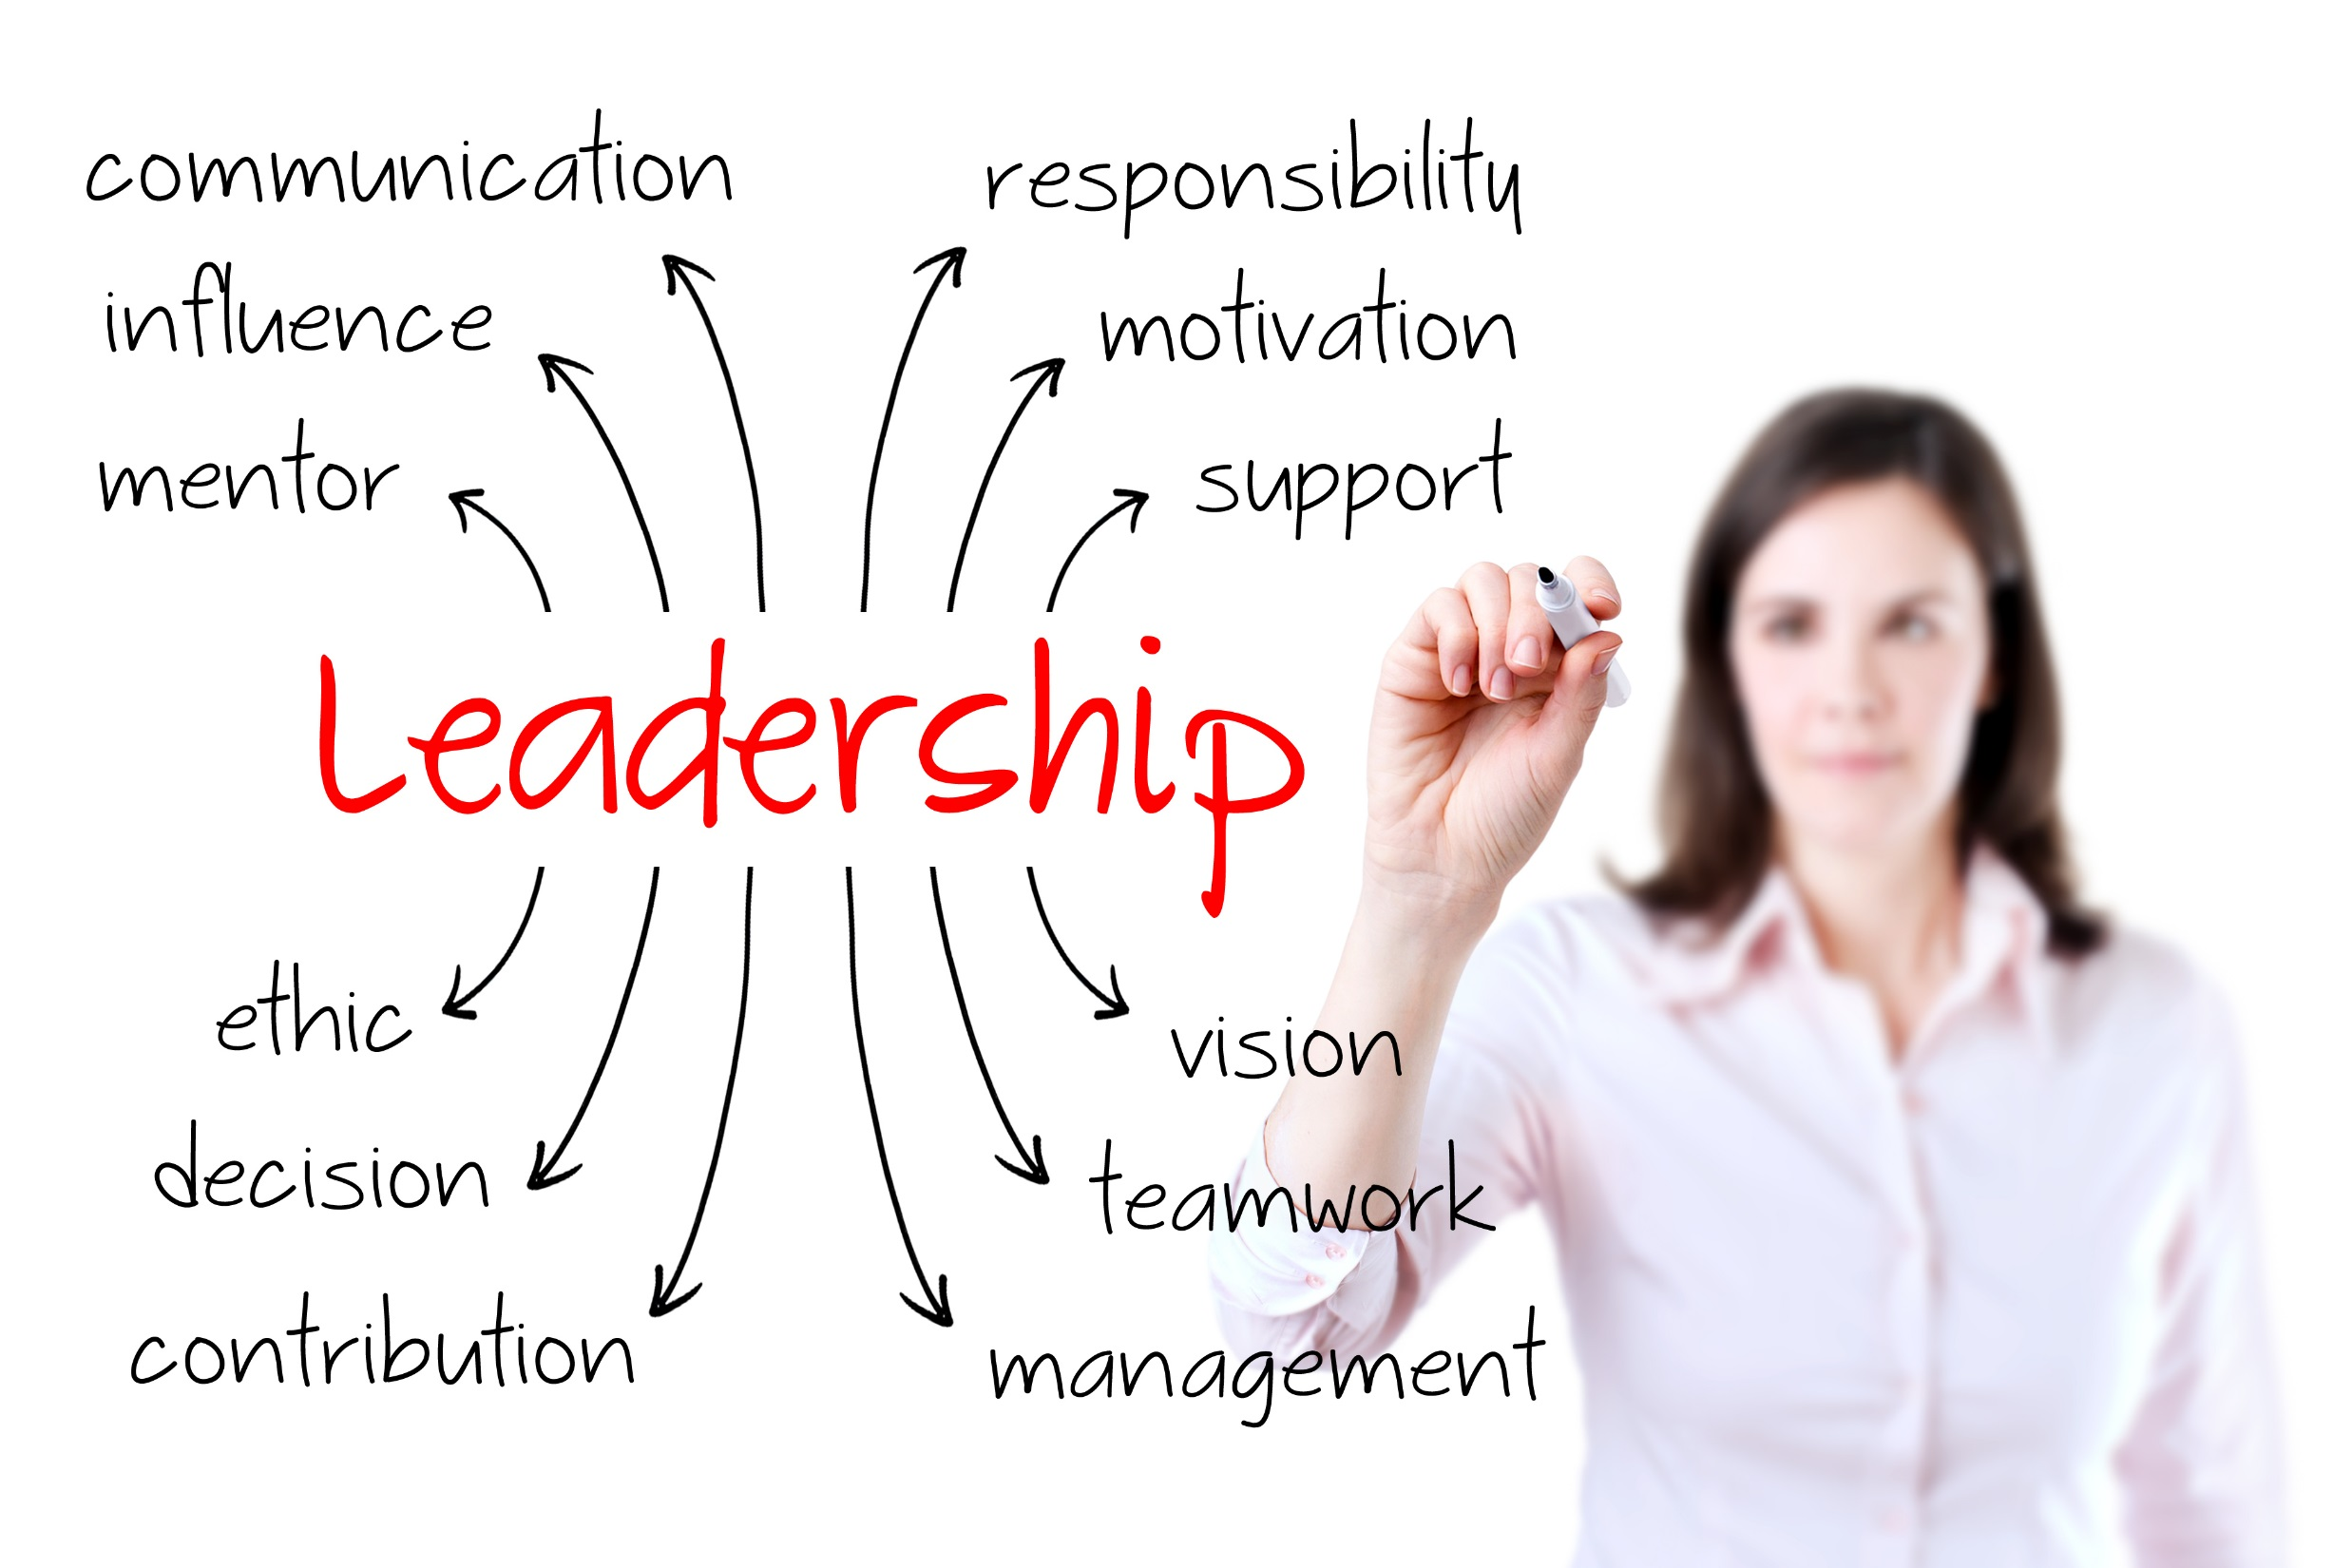 communication
influence
mentor
responsibility
motivation
support
Leadership
ethic
decision
contribution
vision
teamwork
management